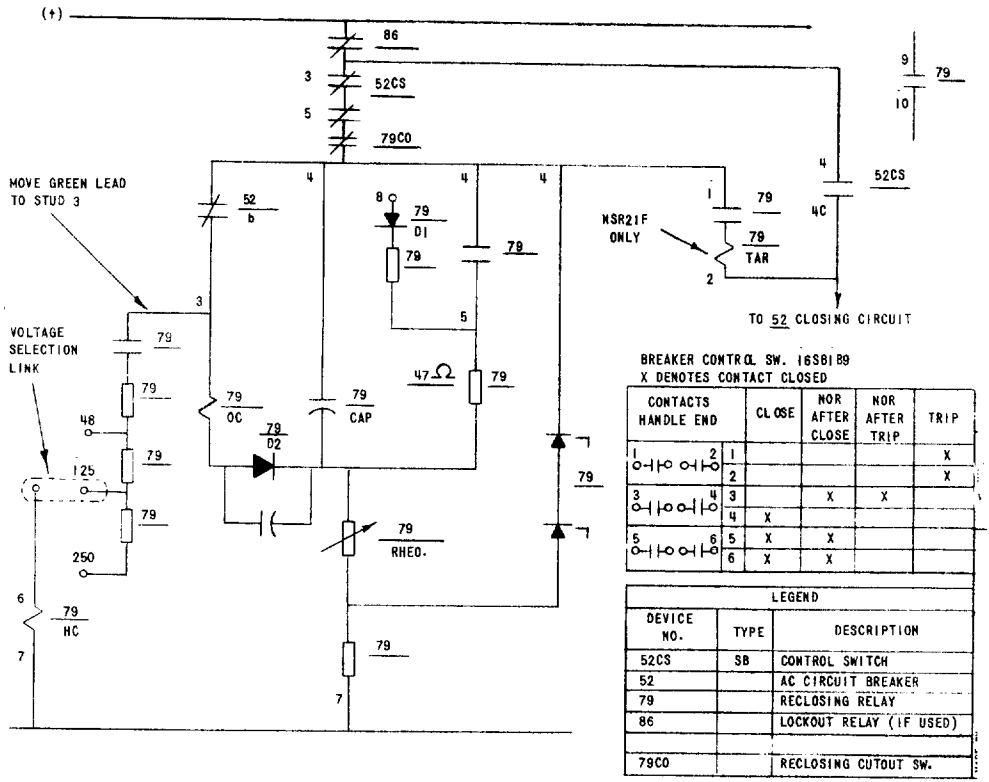 (+)
86
3
52CS
5
79CO
9
79
10
MOVE GREEN LEAD
TO STUD 3
52
b
4
8
79
D1
79
4
79
4
1
79
NSR21F
ONLY
79
TAR
2
4
52CS
4C
3
5
TO 52 CLOSING CIRCUIT
VOLTAGE
SELECTION
LINK
79
79
48
79
125
79
250
79
OC
79
CAP
79
D2
47Ω
79
79
79
RHEO.
6
79
HC
7
79
7
BREAKER CONTROL SW. 16SB1B9
X DENOTES CONTACT CLOSED
CONTACTS
HANDLE END
CLOSE
NOR
AFTER
CLOSE
NOR
AFTER
TRIP
TRIP
1 2 1 X
2 X
3 4 3 X X
4 X
5 6 5 X X
6 X X
LEGEND
DEVICE
NO.
TYPE
DESCRIPTION
52CS SB CONTROL SWITCH
52 AC CIRCUIT BREAKER
79 RECLOSING RELAY
86 LOCKOUT RELAY (IF USED)
79CO RECLOSING CUTOUT SW.